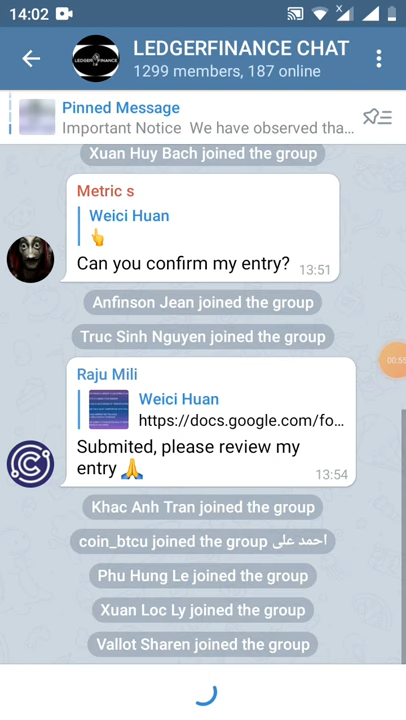 14:02
LEDGERFINANCE CHAT
1299 members, 187 online
LEDGER FINANCE
Pinned Message
Important Notice We have observed tha...
Xuan Huy Bach joined the group
Metric s
Weici Huan
👆
Can you confirm my entry?
13:51
Anfinson Jean joined the group
Truc Sinh Nguyen joined the group
00:55
Raju Mili
Weici Huan
https://docs.google.com/fo...
Submited, please review my
entry 🙏
13:54
Khac Anh Tran joined the group
coin_btcu joined the group احمد على
Phu Hung Le joined the group
Xuan Loc Ly joined the group
Vallot Sharen joined the group